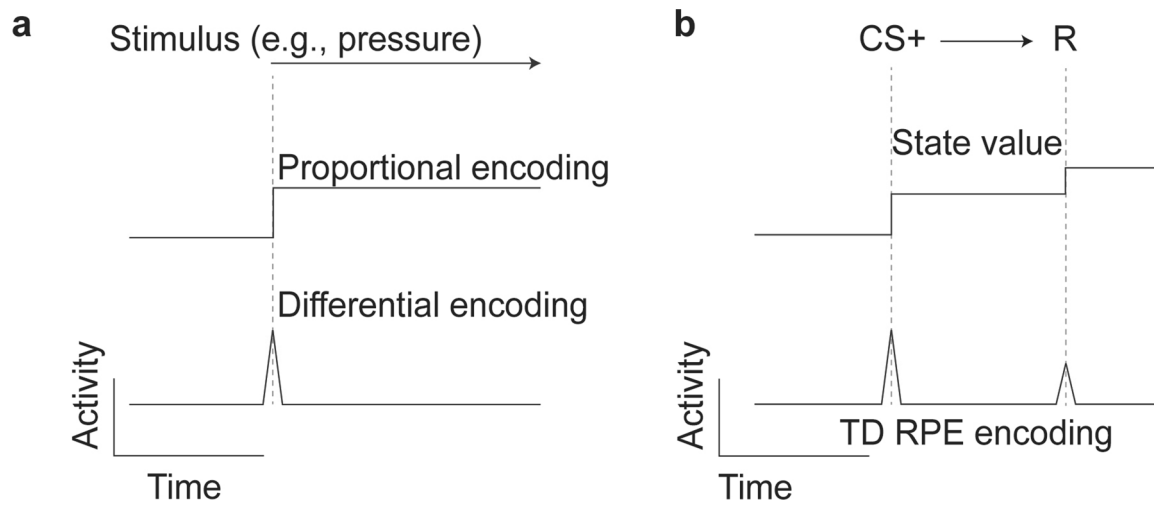 a
Stimulus (e.g., pressure)
Proportional encoding
Differential encoding
Activity
Time
b
CS+ R
State value
TD RPE encoding
Activity
Time